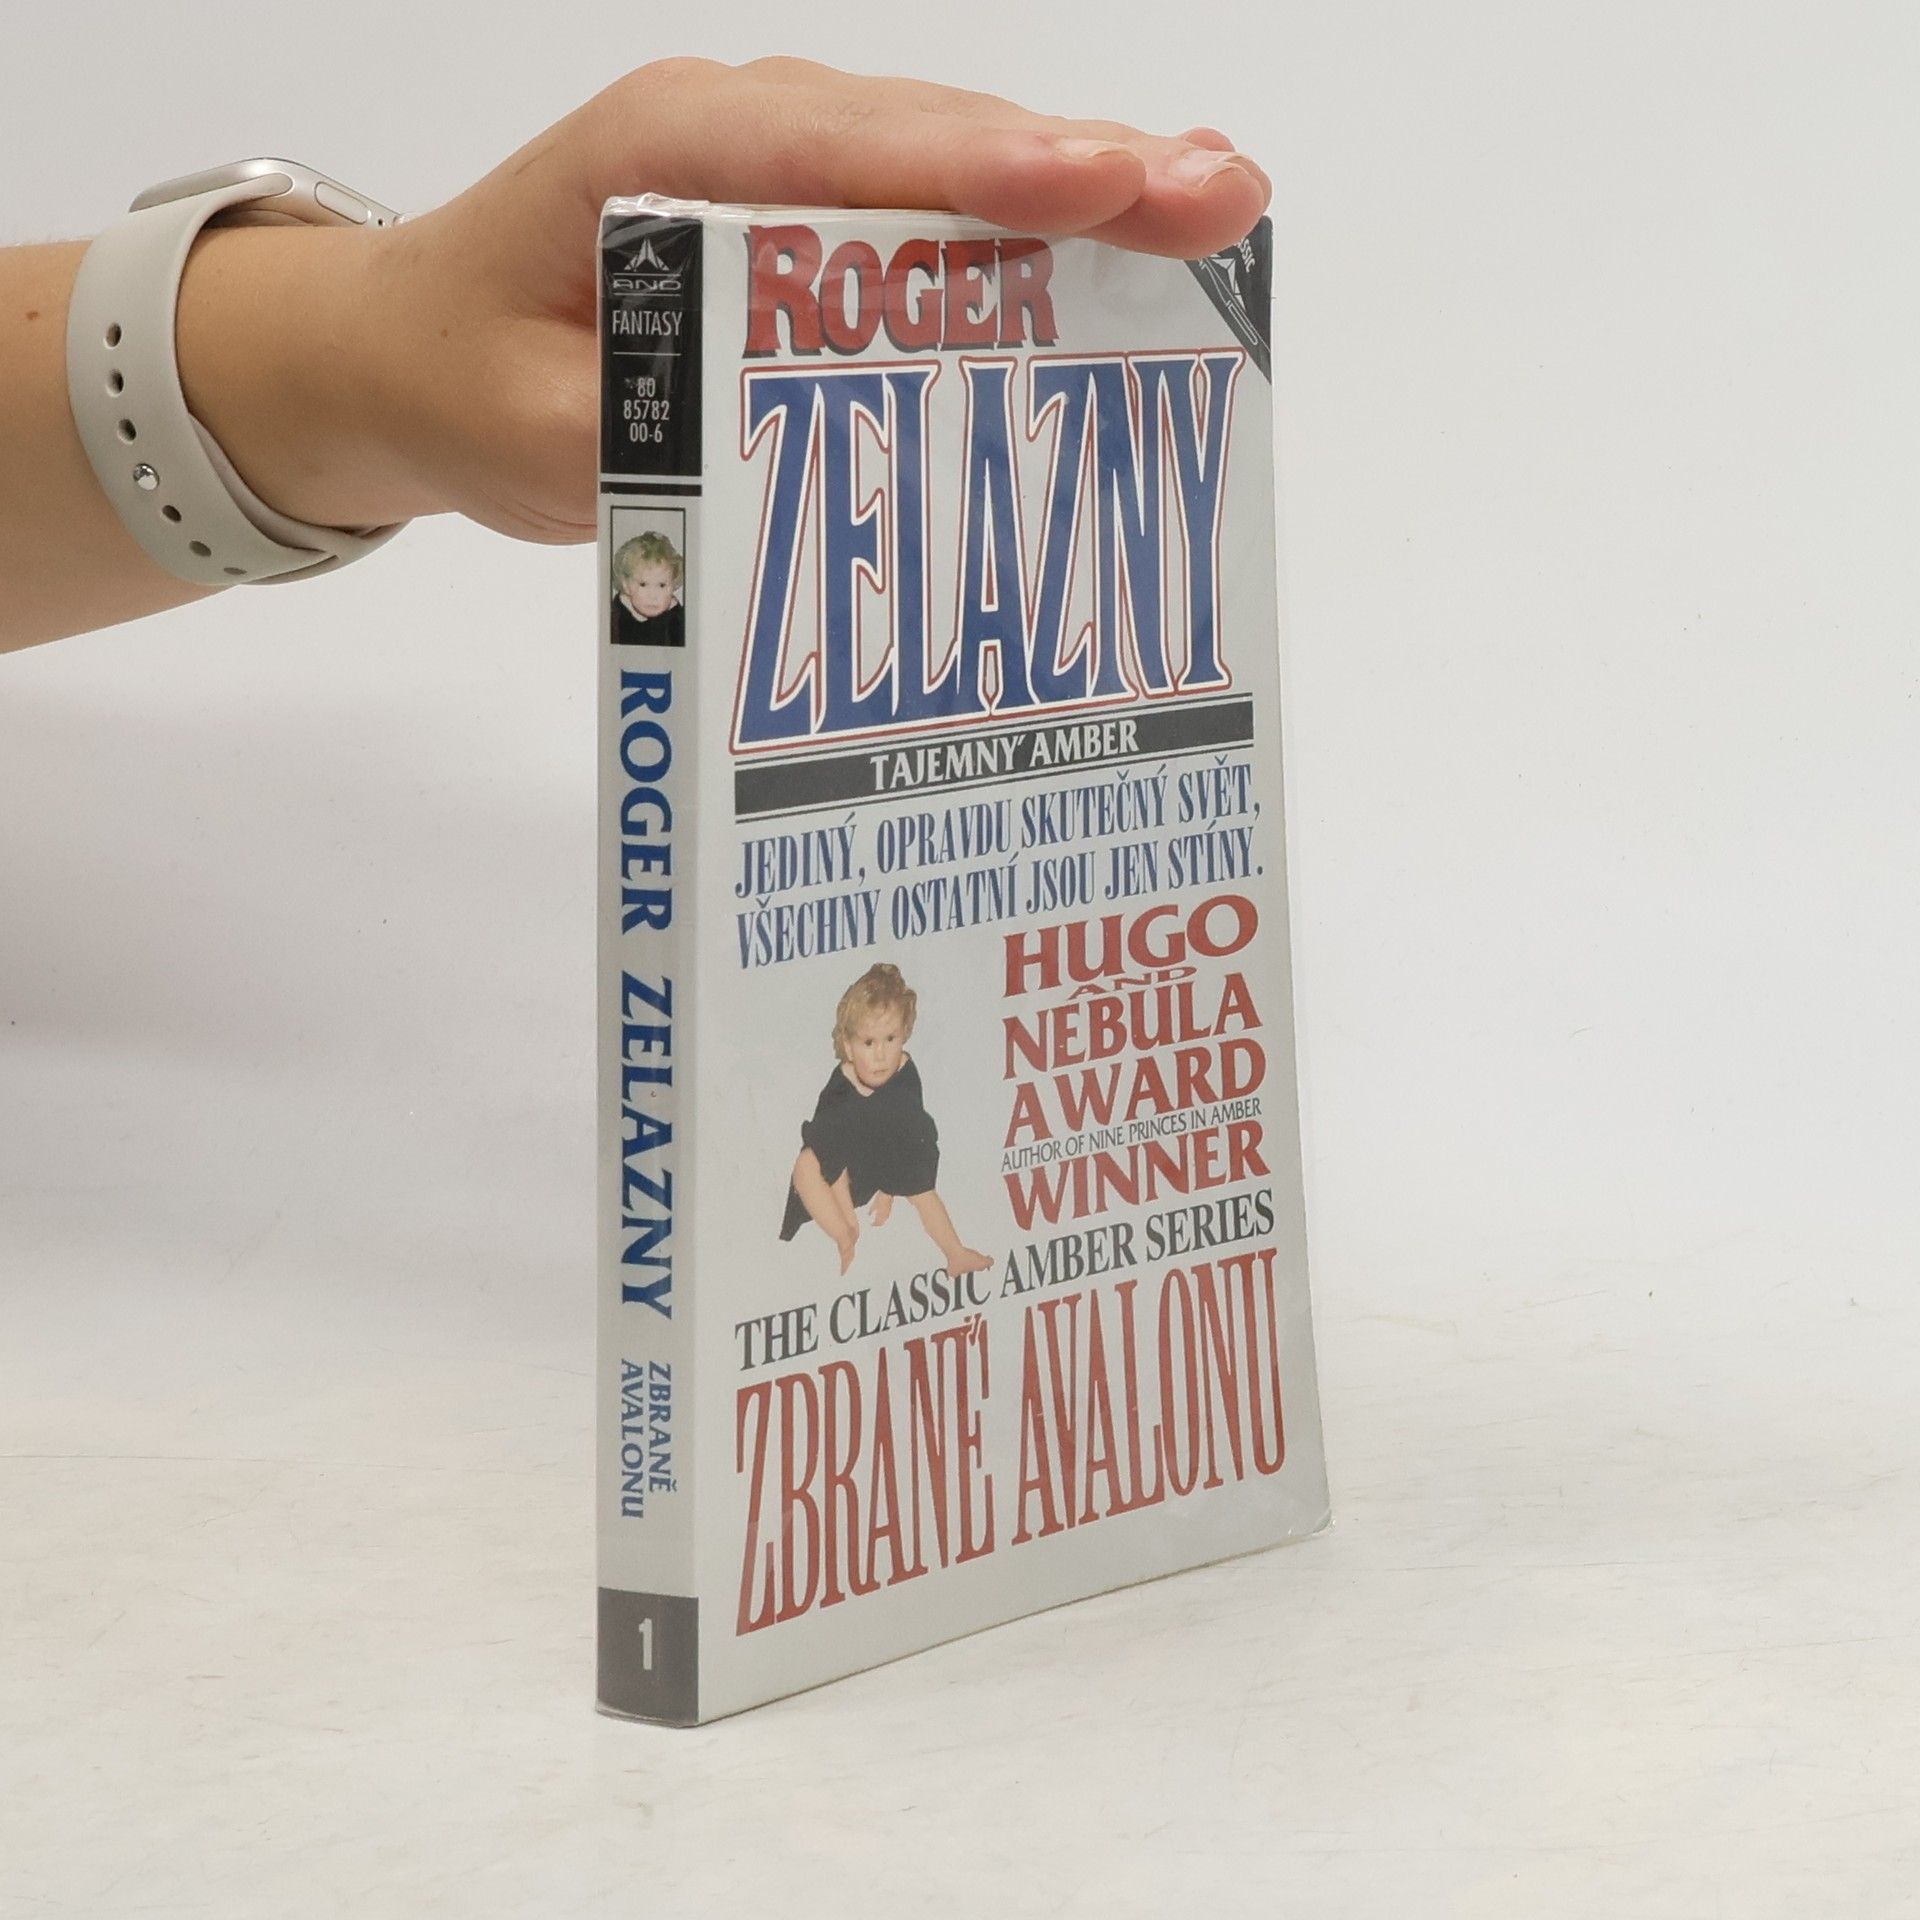 AND
FANTASY
80
85782
00-6
ROGER ZELAZNY
ZBRANĚ
AVALONU
1
ROGER
ZELAZNY
TAJEMNÝ AMBER
JEDINÝ, OPRAVDU SKUTEČNÝ SVĚT,
VŠECHNY OSTATNÍ JSOU JEN STÍNY.
HUGO
AND
NEBULA
AWARD
AUTHOR OF NINE PRINCES IN AMBER
WINNER
THE CLASSIC AMBER SERIES
ZBRANĚ AVALONU